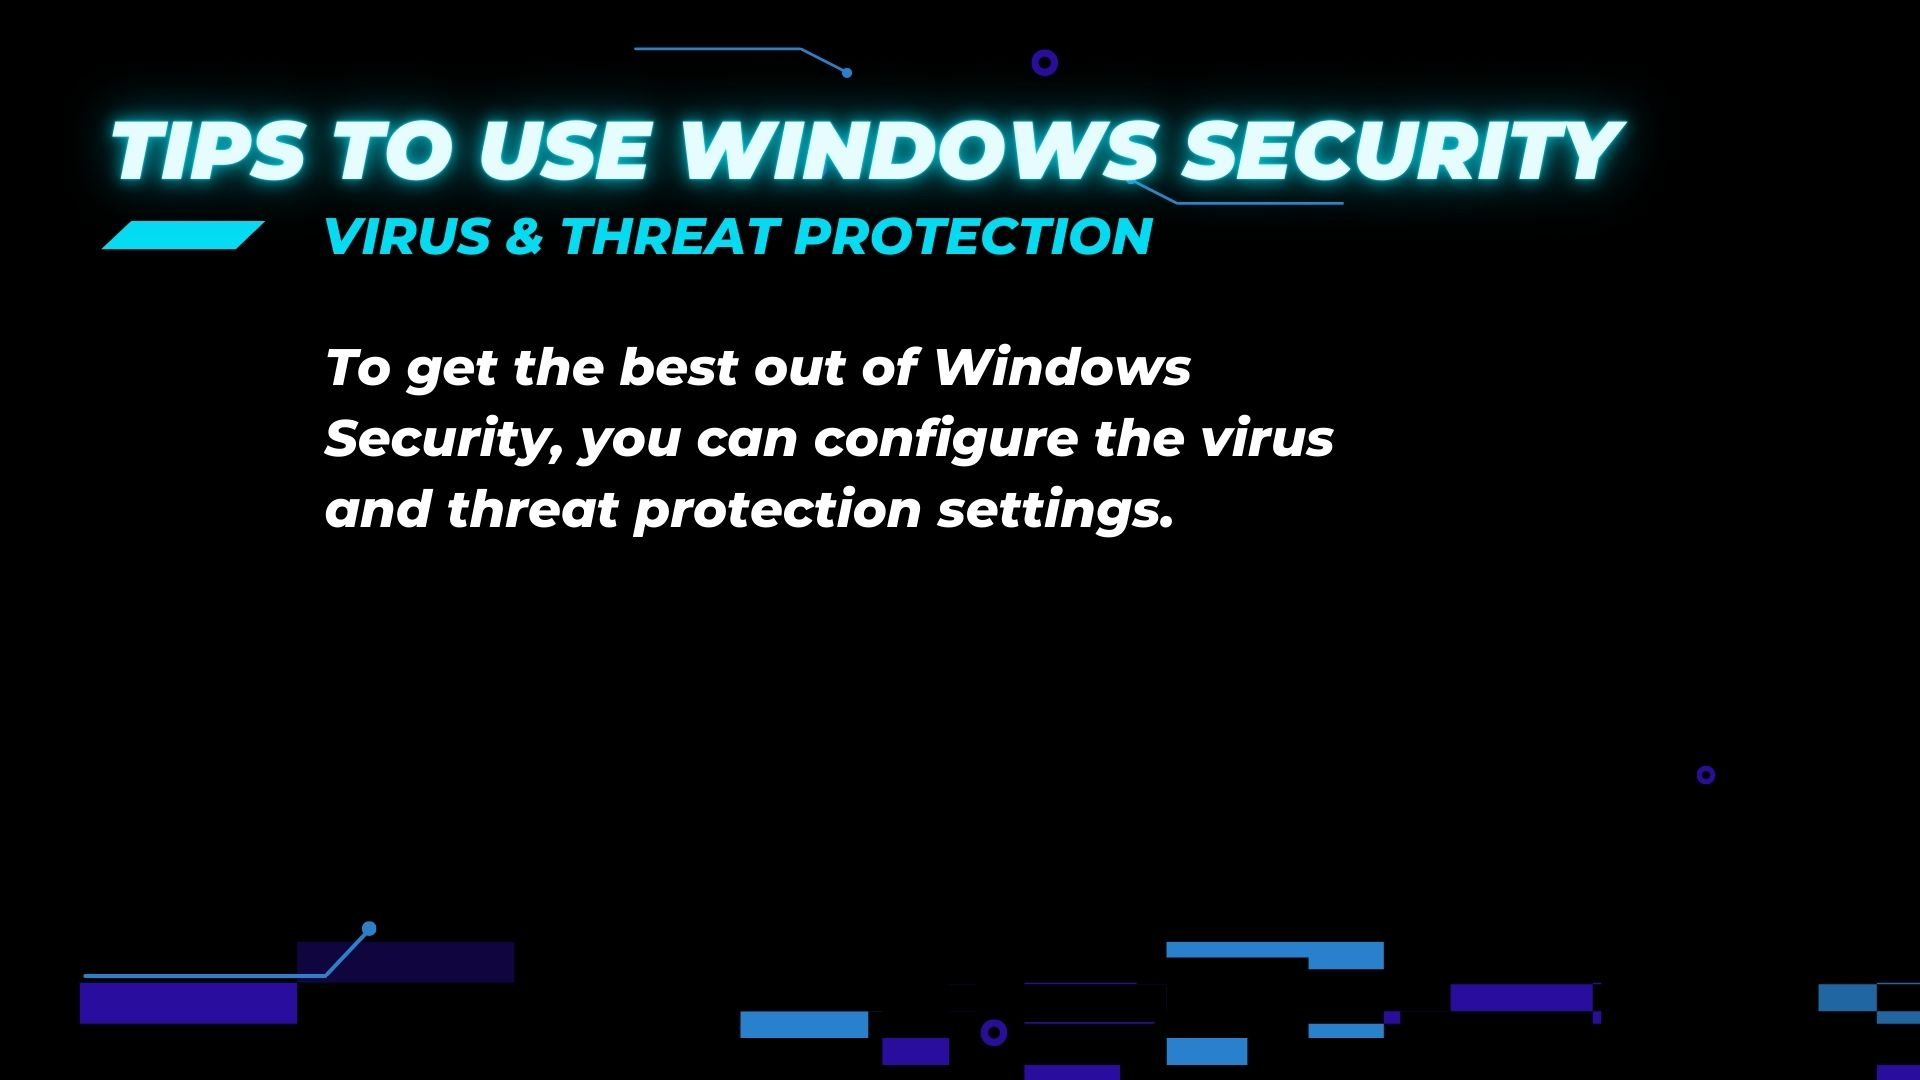 TIPS TO USE WINDOWS SECURITY
VIRUS & THREAT PROTECTION
To get the best out of Windows
Security, you can configure the virus
and threat protection settings.